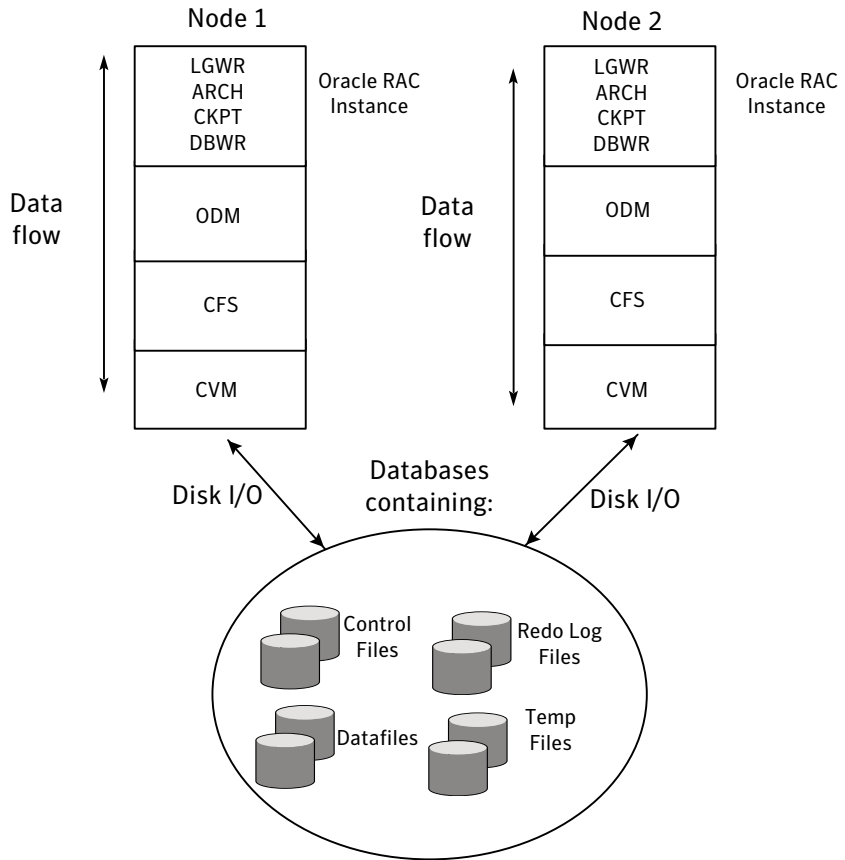 Node 1
Node 2
LGWR
ARCH
CKPT
DBWR
Oracle RAC
Instance
LGWR
ARCH
CKPT
DBWR
Oracle RAC
Instance
Data
flow
ODM
Data
flow
ODM
CFS
CFS
CVM
CVM
Disk I/O
Databases
containing:
Disk I/O
Control
Files
Redo Log
Files
Datafiles
Temp
Files